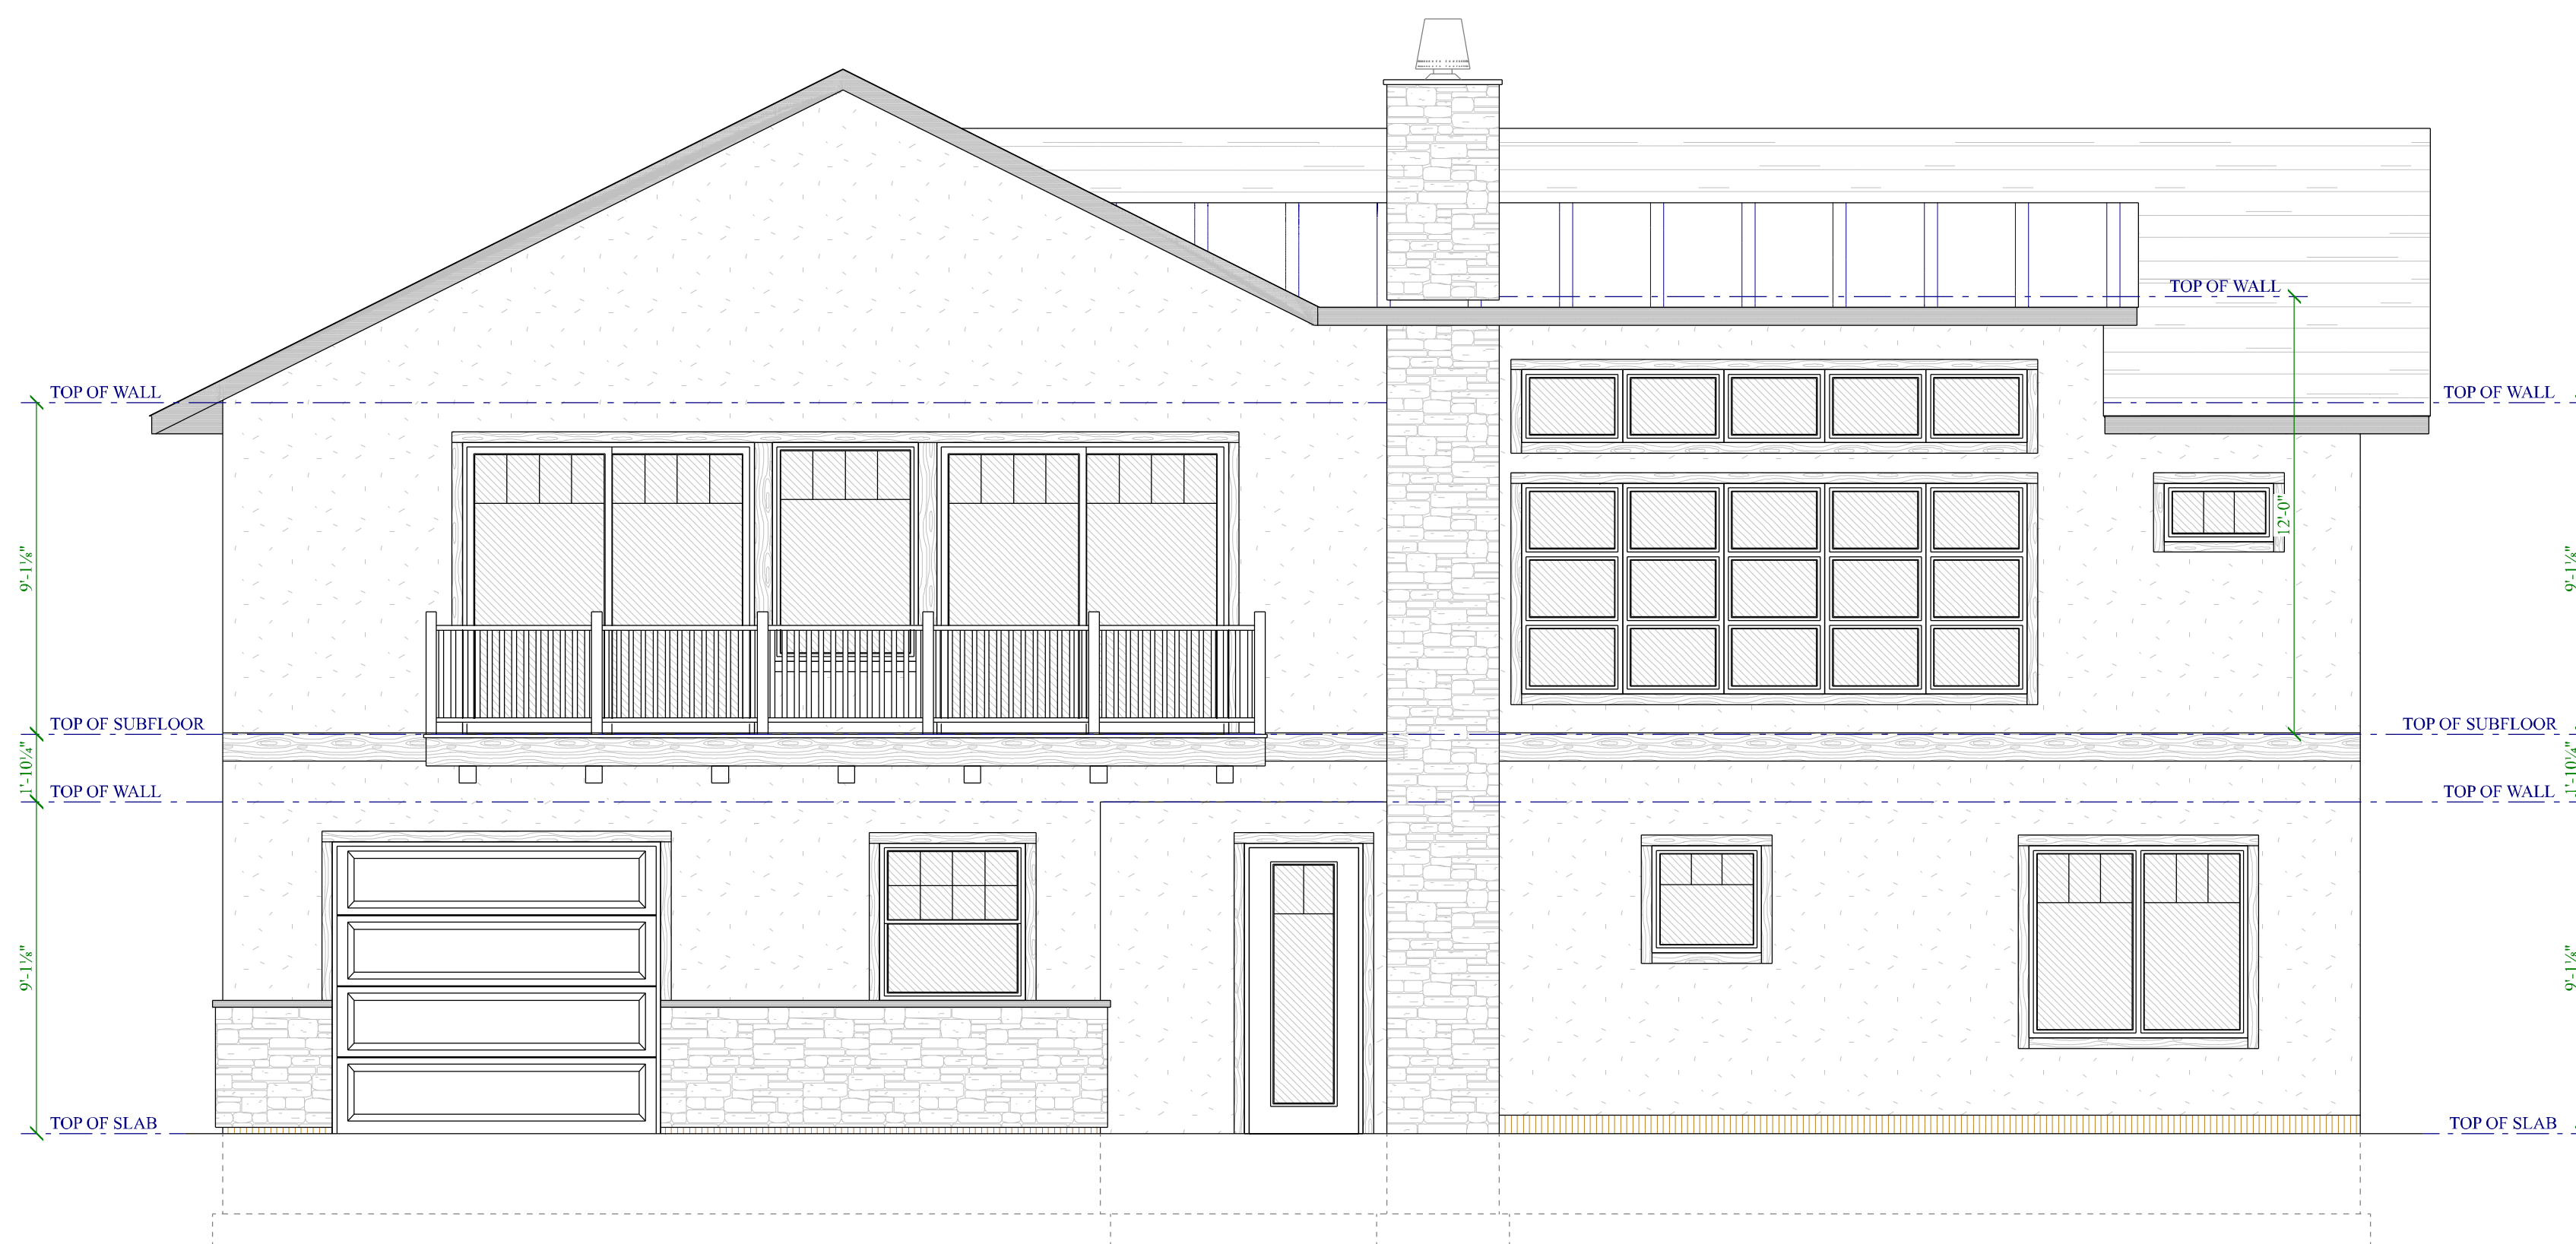 TOP OF WALL
TOP OF WALL
TOP OF WALL
12'-0"
9'-1⅛"
9'-1⅛"
TOP OF SUBFLOOR
TOP OF SUBFLOOR
1'-10¼"
1'-10¼"
TOP OF WALL
TOP OF WALL
9'-1⅛"
9'-1⅛"
TOP OF SLAB
TOP OF SLAB